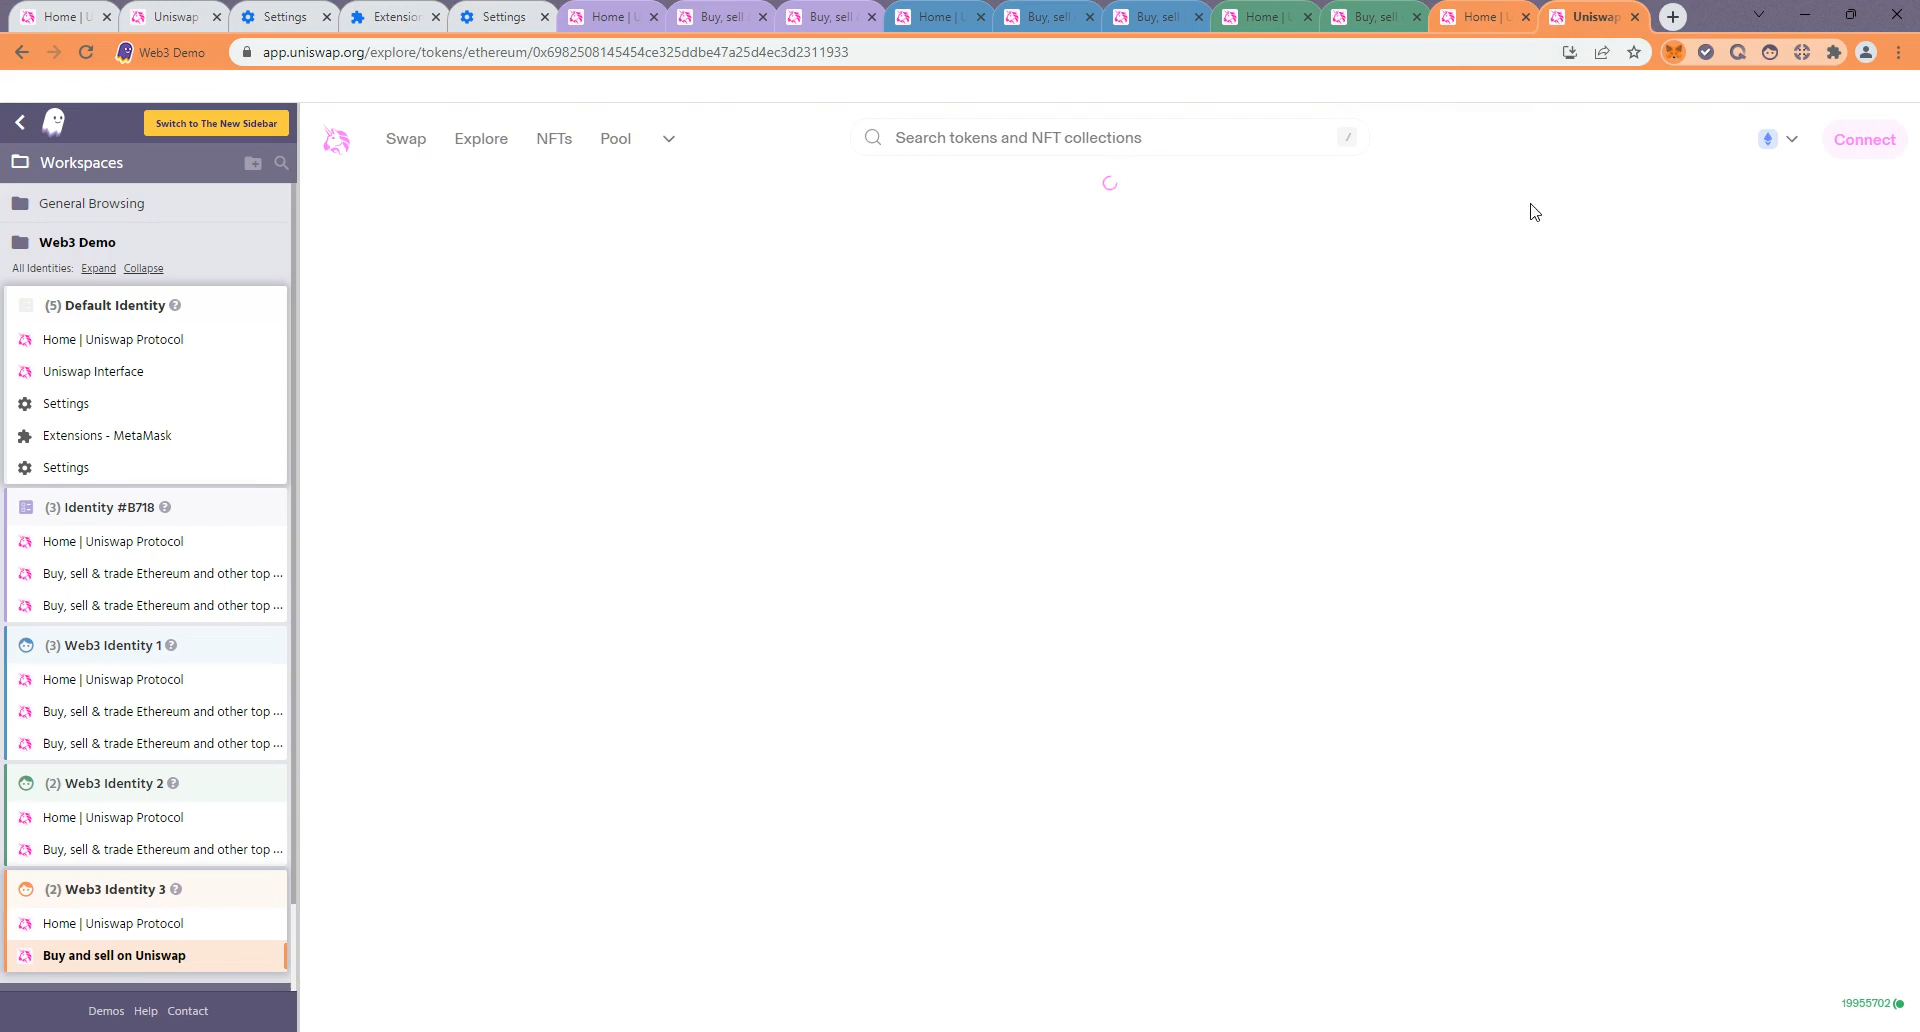 Home | U
Uniswap
Settings
Extension
Settings
Home | U
Buy, sell
Buy, sell
Home | U
Buy, sell
Buy, sell
Home | U
Buy, sell
Home | U
Uniswap
Web3 Demo
app.uniswap.org/explore/tokens/ethereum/0x6982508145454ce325ddbe47a25d4ec3d2311933
Switch to The New Sidebar
Swap
Explore
NFTs
Pool
Search tokens and NFT collections
/
Connect
Workspaces
General Browsing
Web3 Demo
All Identities: Expand Collapse
(5) Default Identity ?
Home | Uniswap Protocol
Uniswap Interface
Settings
Extensions - MetaMask
Settings
(3) Identity #B718 ?
Home | Uniswap Protocol
Buy, sell & trade Ethereum and other top ...
Buy, sell & trade Ethereum and other top ...
(3) Web3 Identity 1 ?
Home | Uniswap Protocol
Buy, sell & trade Ethereum and other top ...
Buy, sell & trade Ethereum and other top ...
(2) Web3 Identity 2 ?
Home | Uniswap Protocol
Buy, sell & trade Ethereum and other top ...
(2) Web3 Identity 3 ?
Home | Uniswap Protocol
Buy and sell on Uniswap
Demos Help Contact
19955702